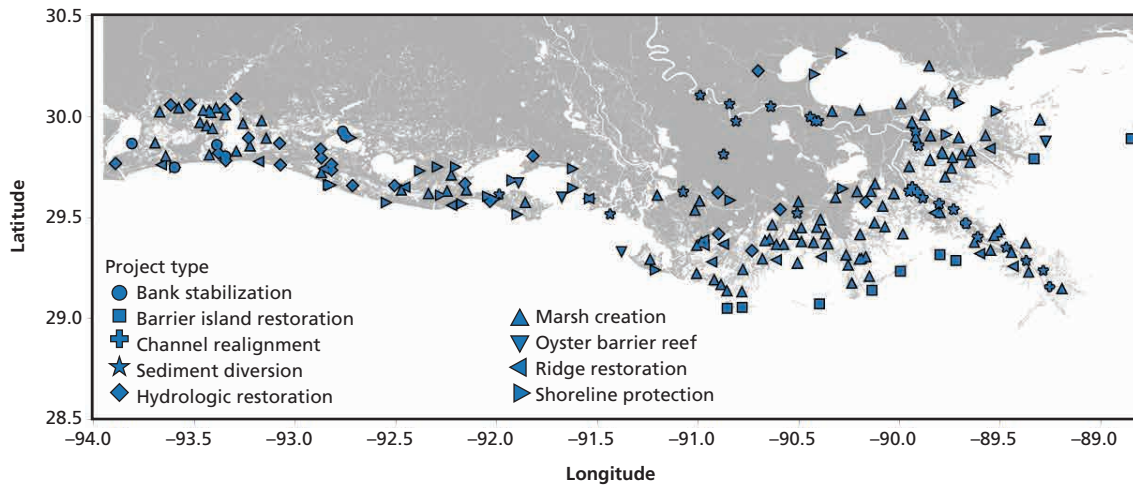 30.5
30.0
29.5
29.0
28.5
Latitude
Project type
Bank stabilization
Barrier island restoration
Channel realignment
Sediment diversion
Hydrologic restoration
Marsh creation
Oyster barrier reef
Ridge restoration
Shoreline protection
–94.0 –93.5 –93.0 –92.5 –92.0 –91.5 –91.0 –90.5 –90.0 –89.5 –89.0
Longitude